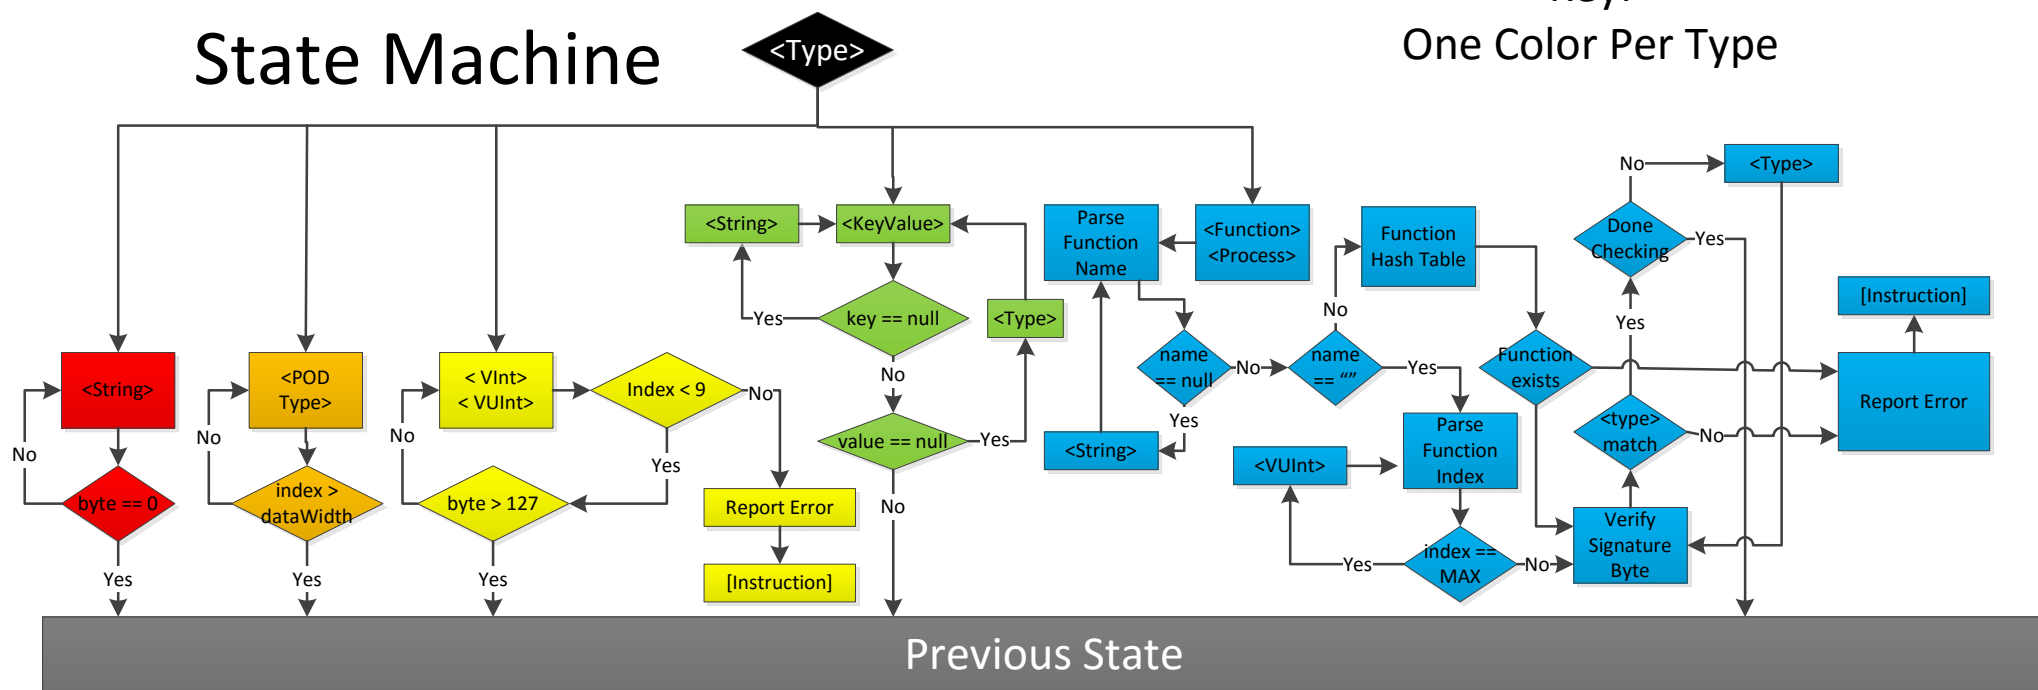 Key:
One Color Per Type
State Machine
<Type>
<String>
No
byte == 0
Yes
<POD
Type>
No
index >
dataWidth
Yes
< VInt>
< VUInt>
No
Index < 9
No
Yes
byte > 127
Yes
Report Error
[Instruction]
<String>
<KeyValue>
Yes
key == null
<Type>
No
value == null
Yes
No
Parse
Function
Name
<Function>
<Process>
name
== null
No
Yes
<String>
name
== “”
No
Yes
Function
Hash Table
Parse
Function
Index
<VUInt>
index ==
MAX
Yes
No
Function
exists
Verify
Signature
Byte
<type>
match
No
Yes
Done
Checking
No
Yes
<Type>
Report Error
[Instruction]
Previous State